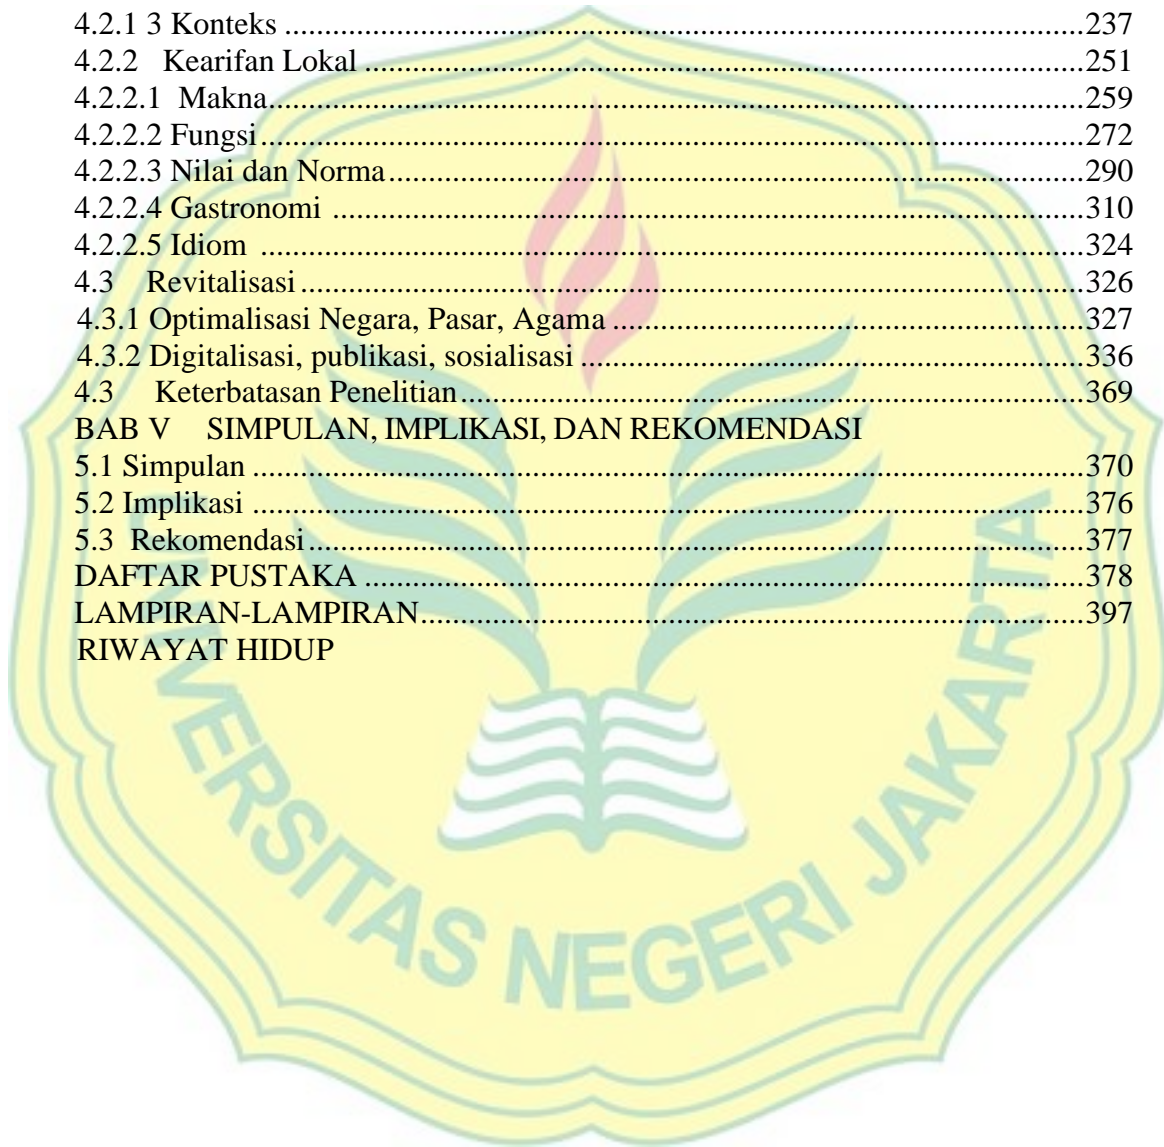 4.2.1 3 Konteks ....................................................................................................237
4.2.2 Kearifan Lokal ..........................................................................................251
4.2.2.1 Makna......................................................................................................259
4.2.2.2 Fungsi.......................................................................................................272
4.2.2.3 Nilai dan Norma.......................................................................................290
4.2.2.4 Gastronomi ..............................................................................................310
4.2.2.5 Idiom .......................................................................................................324
4.3 Revitalisasi ..................................................................................................326
4.3.1 Optimalisasi Negara, Pasar, Agama ..........................................................327
4.3.2 Digitalisasi, publikasi, sosialisasi ..............................................................336
4.3 Keterbatasan Penelitian................................................................................369
BAB V SIMPULAN, IMPLIKASI, DAN REKOMENDASI
5.1 Simpulan ......................................................................................................370
5.2 Implikasi ......................................................................................................376
5.3 Rekomendasi................................................................................................377
DAFTAR PUSTAKA .........................................................................................378
LAMPIRAN-LAMPIRAN..................................................................................397
RIWAYAT HIDUP
UNIVERSITAS NEGERI JAKARTA